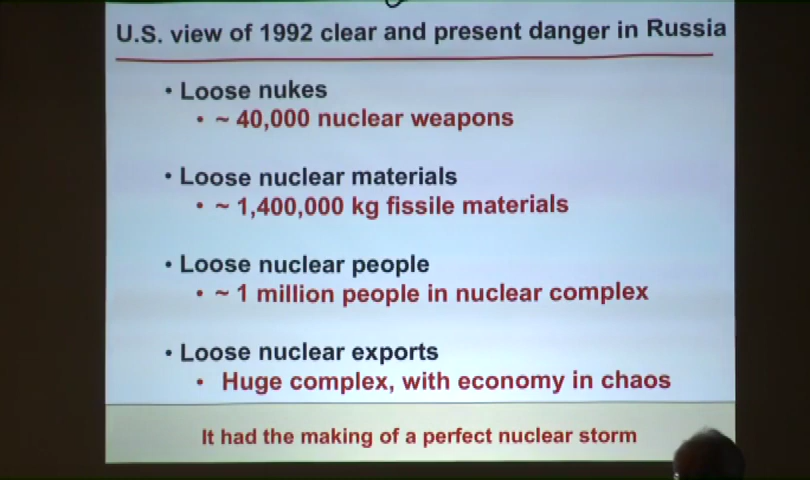 U.S. view of 1992 clear and present danger in Russia
• Loose nukes
• ~ 40,000 nuclear weapons
• Loose nuclear materials
• ~ 1,400,000 kg fissile materials
• Loose nuclear people
• ~ 1 million people in nuclear complex
• Loose nuclear exports
• Huge complex, with economy in chaos
It had the making of a perfect nuclear storm